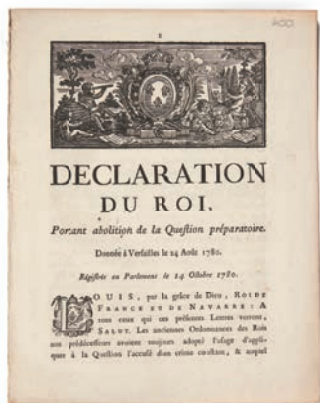 400
I
DECLARATION
DU ROI.
Portant abolition de la Queſtion préparatoire.
Donnée à Verſailles le 24 Août 1780.
Régiſtrée en Parlement le 14 Octobre 1780.
LOUIS, par la grâce de Dieu, ROI DE
FRANCE ET DE NAVARRE: A
tous ceux qui ces préſentes Lettres verront,
SALUT. Les anciennes Ordonnances des Rois
nos prédéceſſeurs avoient toujours adopté l'uſage d'appli-
quer à la Queſtion l'accuſé d'un crime conſtant, & auquel